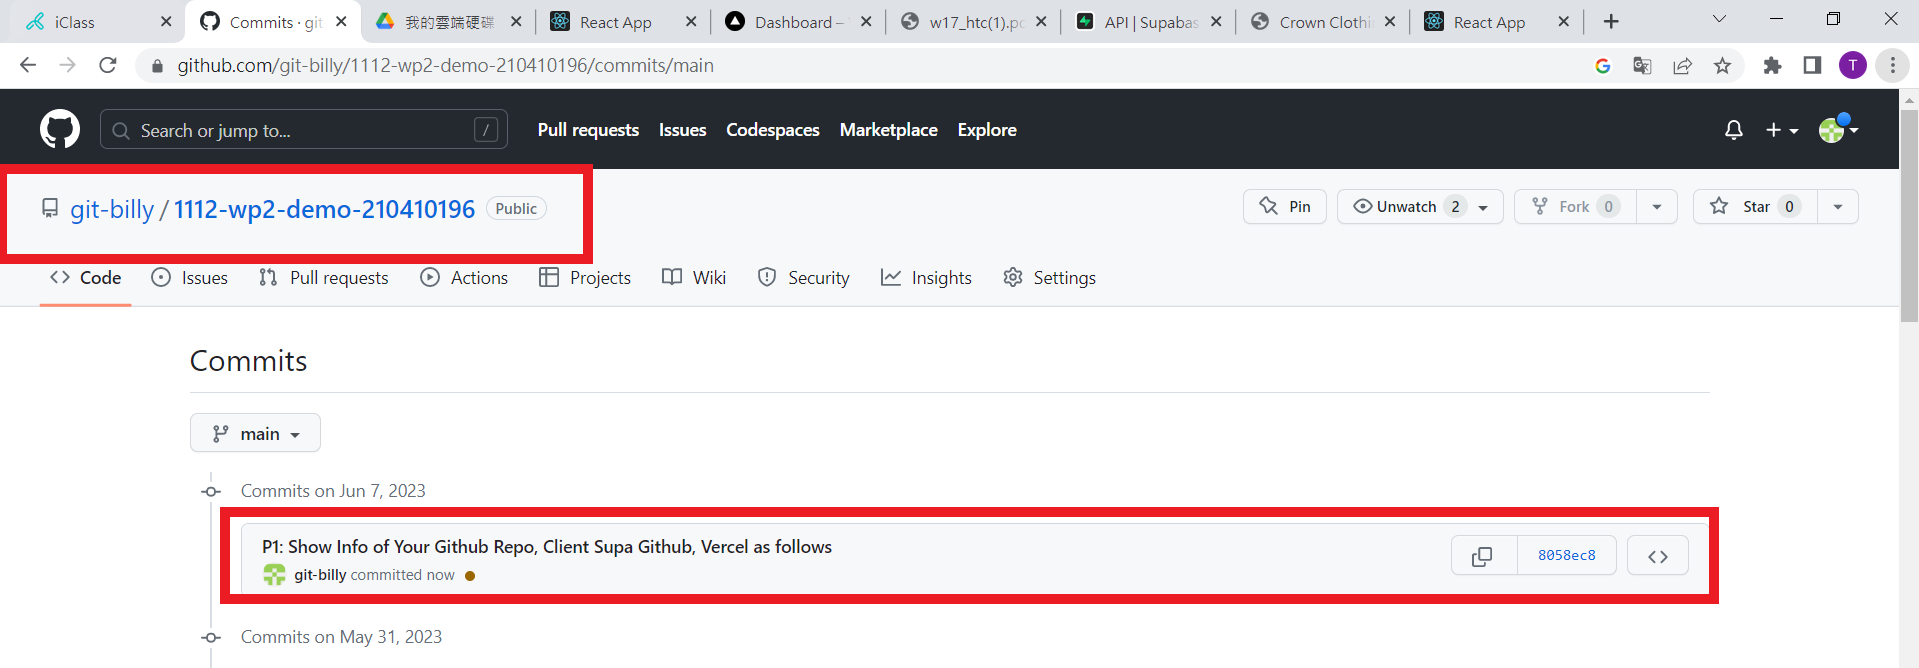 iClass
Commits · git
我的雲端硬碟
React App
Dashboard –
w17_htc(1).pd
API | Supabas
Crown Clothi
React App
github.com/git-billy/1112-wp2-demo-210410196/commits/main
T
Search or jump to...
/
Pull requests
Issues
Codespaces
Marketplace
Explore
git-billy / 1112-wp2-demo-210410196 Public
Pin
Unwatch 2
Fork 0
Star 0
Code
Issues
Pull requests
Actions
Projects
Wiki
Security
Insights
Settings
Commits
main
Commits on Jun 7, 2023
P1: Show Info of Your Github Repo, Client Supa Github, Vercel as follows
git-billy committed now
8058ec8
Commits on May 31, 2023